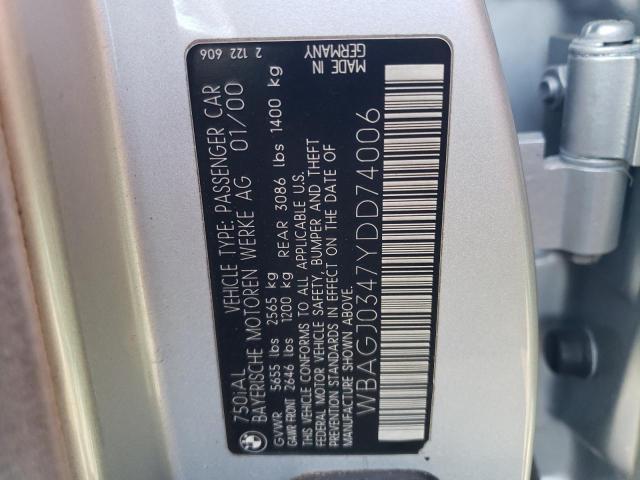 750iAL VEHICLE TYPE: PASSENGER CAR 2 122 606
BAYERISCHE MOTOREN WERKE AG 01/00
GVWR 5655 lbs 2565 kg
GAWR FRONT 2646 lbs 1200 kg REAR 3086 lbs 1400 kg
THIS VEHICLE CONFORMS TO ALL APPLICABLE U.S.
FEDERAL MOTOR VEHICLE SAFETY, BUMPER AND THEFT
PREVENTION STANDARDS IN EFFECT ON THE DATE OF
MANUFACTURE SHOWN ABOVE.
MADE IN
GERMANY
WBAGJ0347YDD74006